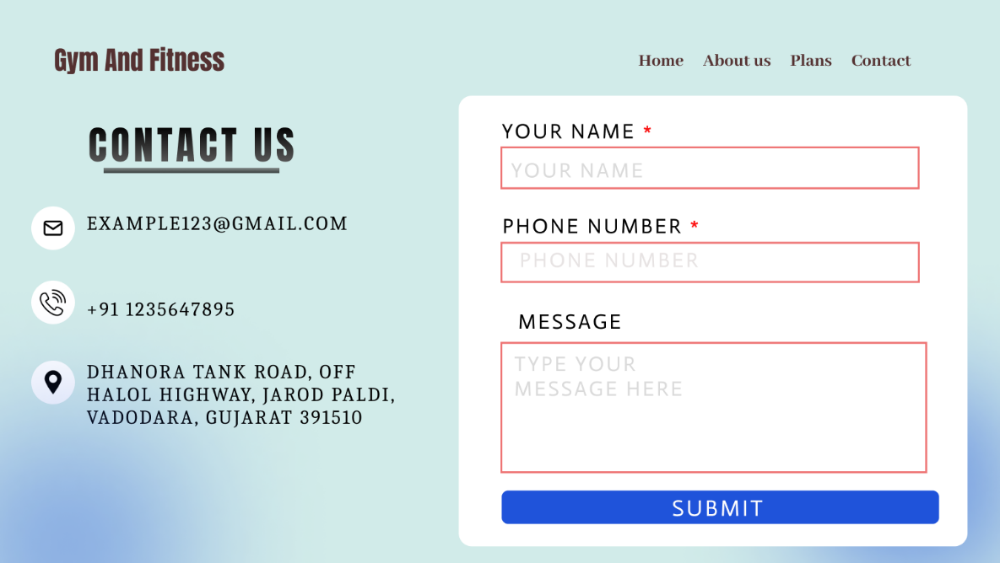 Gym And Fitness
Home About us Plans Contact
CONTACT US
EXAMPLE123@GMAIL.COM
+91 1235647895
DHANORA TANK ROAD, OFF
HALOL HIGHWAY, JAROD PALDI,
VADODARA, GUJARAT 391510
YOUR NAME *
YOUR NAME
PHONE NUMBER *
PHONE NUMBER
MESSAGE
TYPE YOUR
MESSAGE HERE
SUBMIT